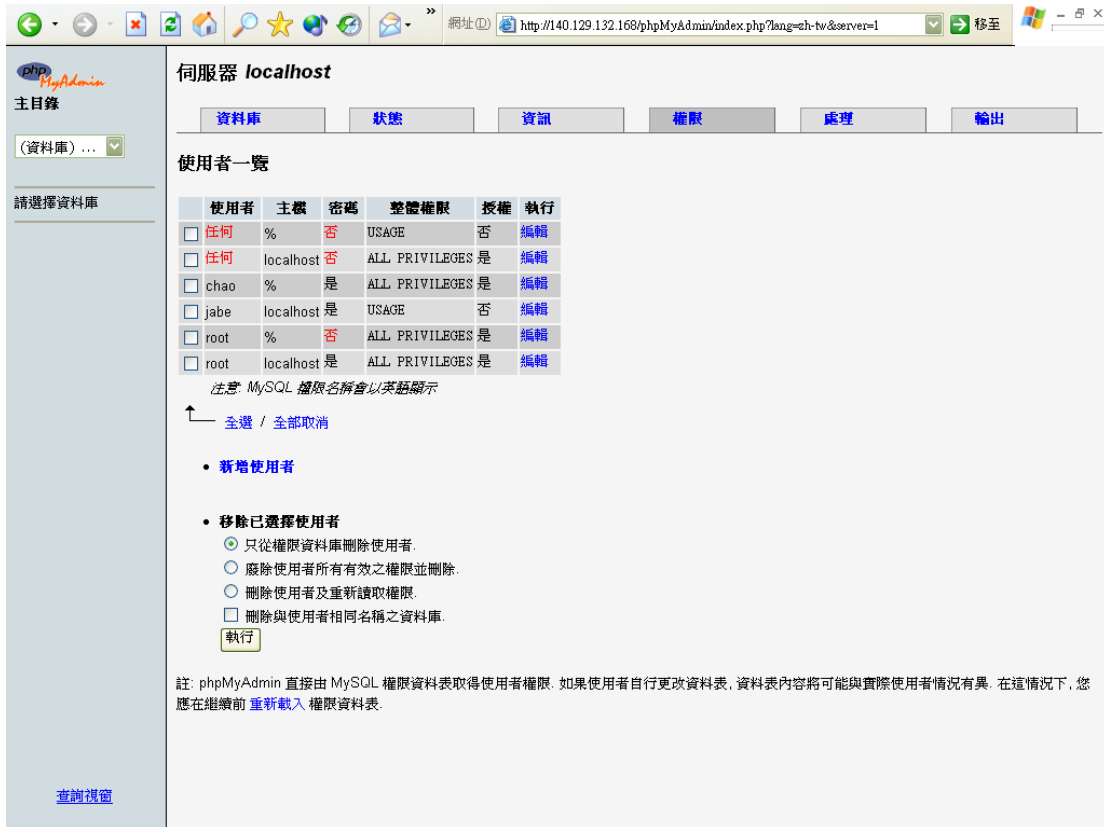 網址(D) http://140.129.132.168/phpMyAdmin/index.php?lang=zh-tw&server=1 移至
php
MyAdmin
主目錄
(資料庫) ...
請選擇資料庫
查詢視窗
伺服器 localhost
資料庫 狀態 資訊 權限 處理 輸出
使用者一覽
使用者 主機 密碼 整體權限 授權 執行
任何 % 否 USAGE 否 編輯
任何 localhost 否 ALL PRIVILEGES 是 編輯
chao % 是 ALL PRIVILEGES 是 編輯
jabe localhost 是 USAGE 否 編輯
root % 否 ALL PRIVILEGES 是 編輯
root localhost 是 ALL PRIVILEGES 是 編輯
注意: MySQL 權限名稱會以英語顯示
全選 / 全部取消
• 新增使用者
• 移除已選擇使用者
只從權限資料庫刪除使用者.
廢除使用者所有有效之權限並刪除.
刪除使用者及重新讀取權限.
刪除與使用者相同名稱之資料庫.
執行
註: phpMyAdmin 直接由 MySQL 權限資料表取得使用者權限. 如果使用者自行更改資料表, 資料表內容將可能與實際使用者情況有異. 在這情況下, 您
應在繼續前 重新載入 權限資料表.